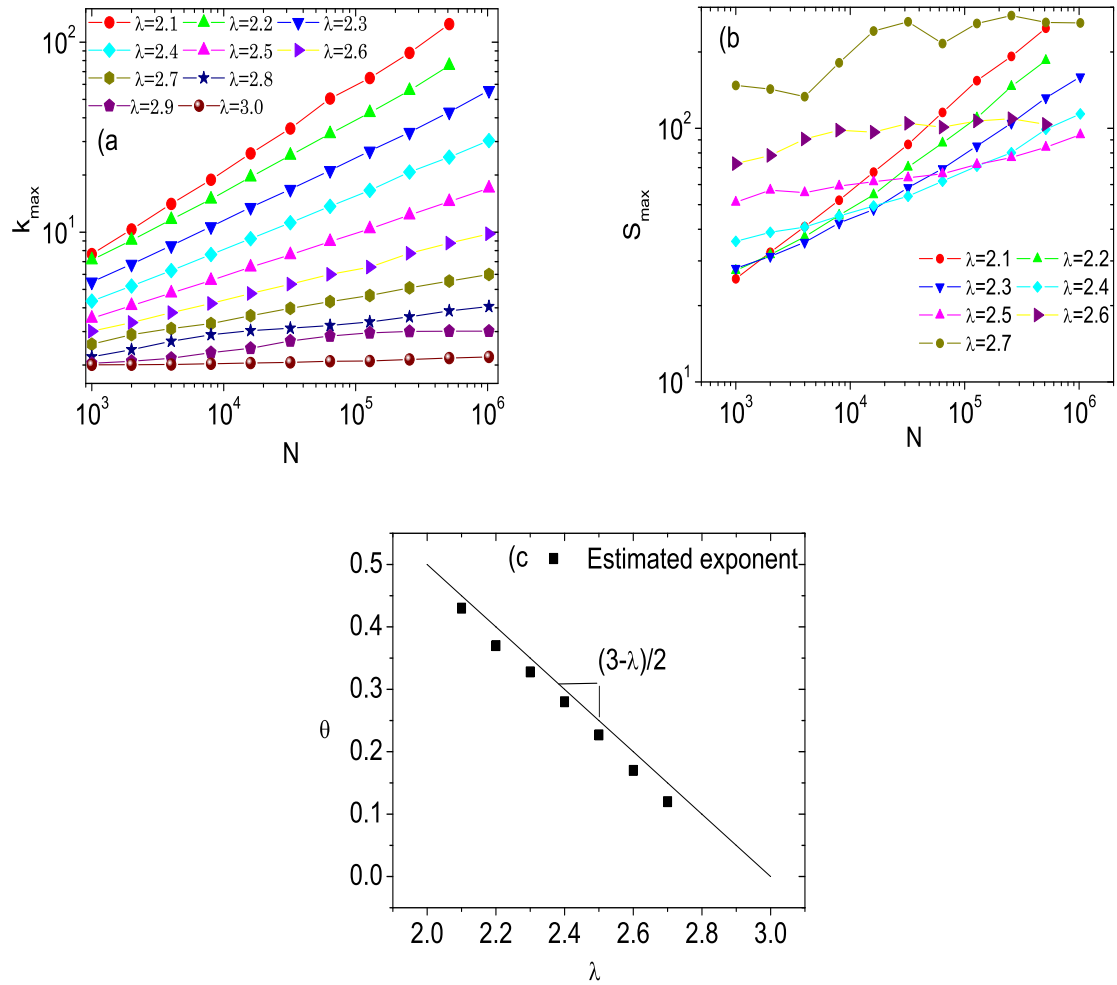 10²
10¹
k_max
λ=2.1 λ=2.2 λ=2.3
λ=2.4 λ=2.5 λ=2.6
λ=2.7 λ=2.8
λ=2.9 λ=3.0
(a
10³ 10⁴ 10⁵ 10⁶
N
(b
10²
10¹
S_max
λ=2.1 λ=2.2
λ=2.3 λ=2.4
λ=2.5 λ=2.6
λ=2.7
10³ 10⁴ 10⁵ 10⁶
N
(c Estimated exponent
(3-λ)/2
0.5
0.4
0.3
0.2
0.1
0.0
θ
2.0 2.2 2.4 2.6 2.8 3.0
λ